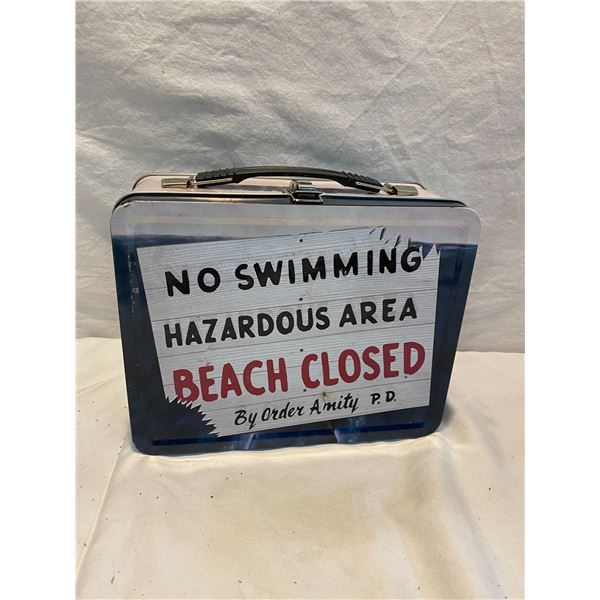 NO SWIMMING
HAZARDOUS AREA
BEACH CLOSED
By Order Amity P.D.